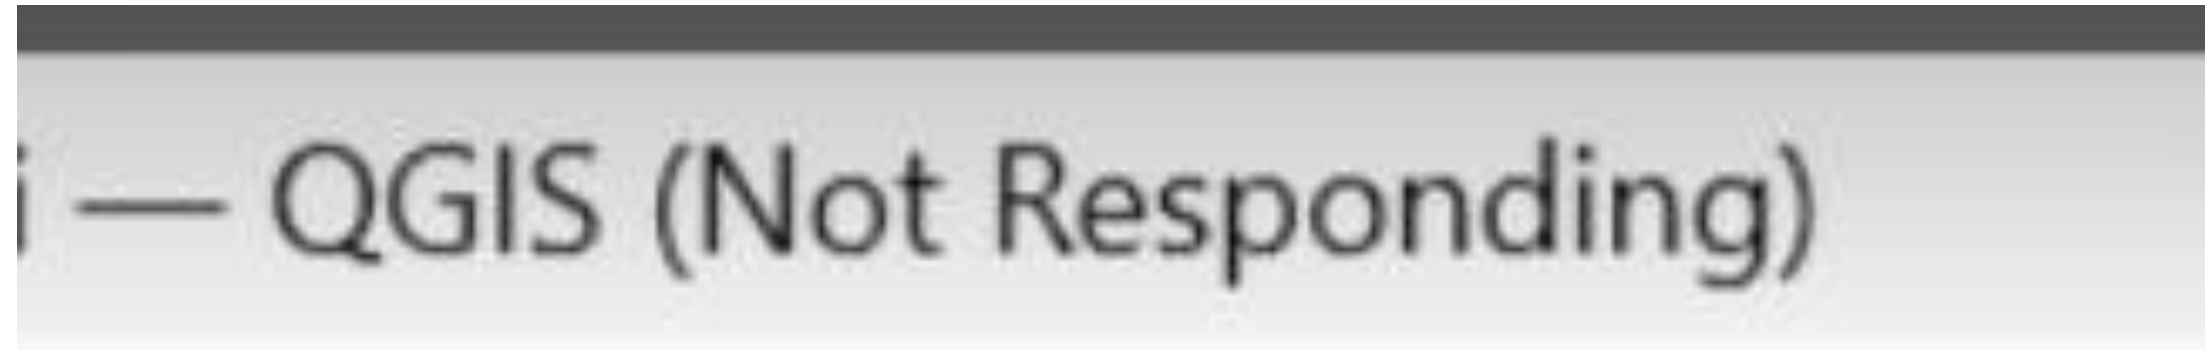 i — QGIS (Not Responding)